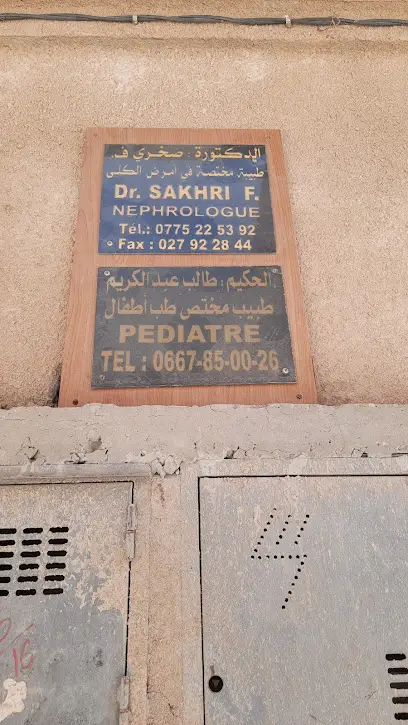 الدكتورة : صخري ف.
طبيبة مختصة في امرض الكلى
Dr. SAKHRI F.
NEPHROLOGUE
Tél.: 0775 22 53 92
Fax : 027 92 28 44
الحكيم : طالب عبد الكريم
طبيب مختص طب أطفال
PEDIATRE
TEL : 0667-85-00-26